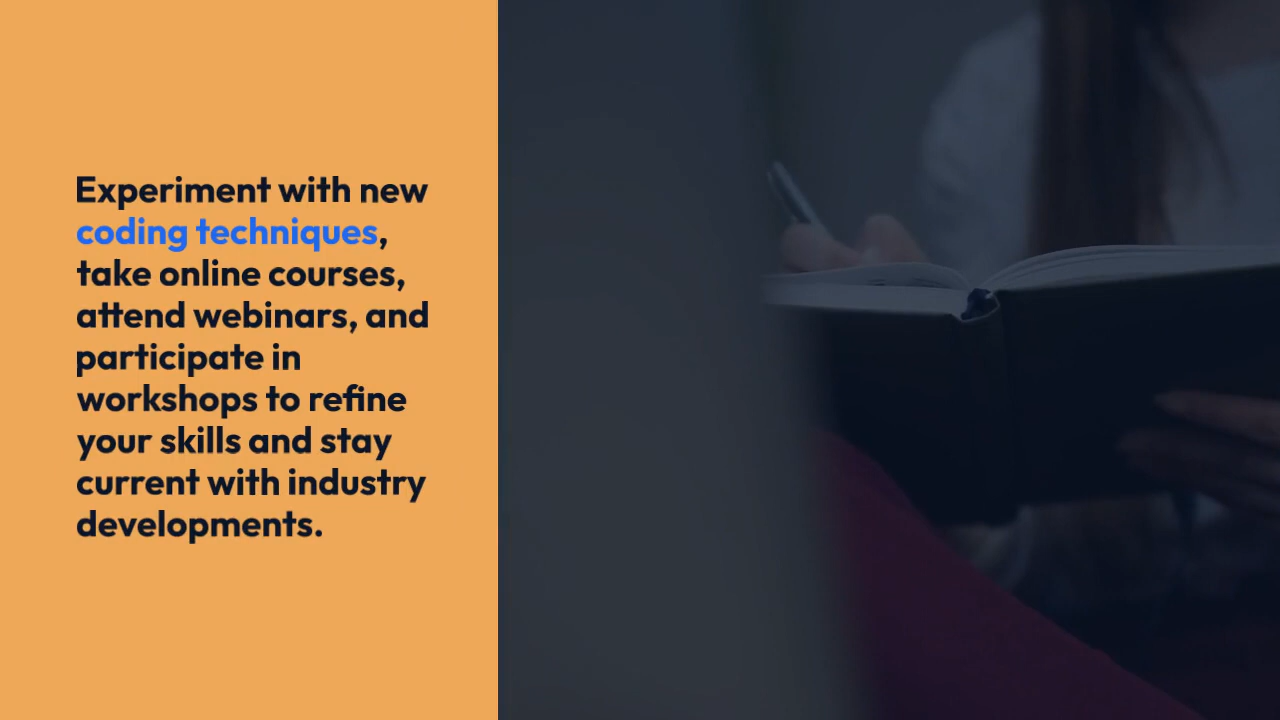 Experiment with new
coding techniques,
take online courses,
attend webinars, and
participate in
workshops to refine
your skills and stay
current with industry
developments.